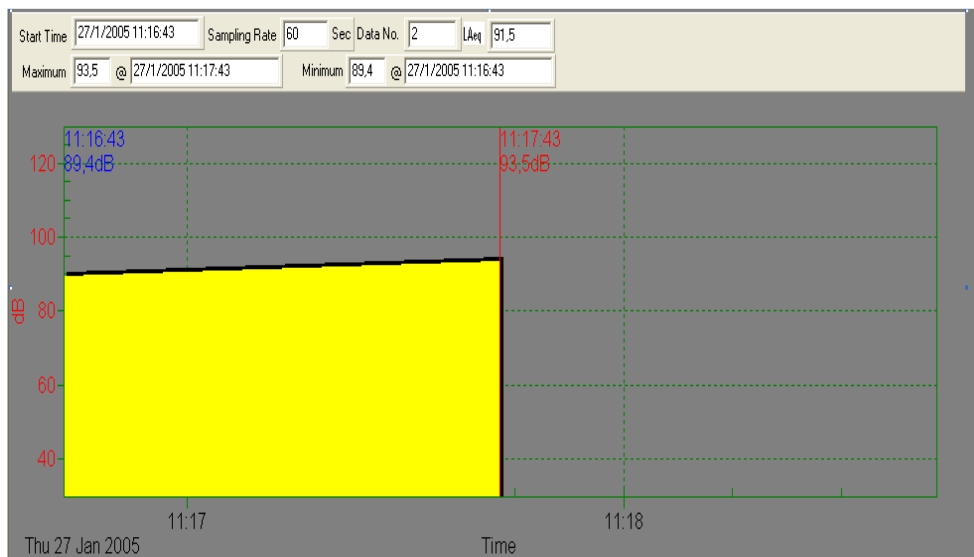 Start Time 27/1/2005 11:16:43 Sampling Rate 60 Sec Data No. 2 LAeq 91,5
Maximum 93,5 @ 27/1/2005 11:17:43 Minimum 89,4 @ 27/1/2005 11:16:43
11:16:43 11:17:43
89,4dB 93,5dB
120
100
80
60
40
dB
11:17 11:18
Thu 27 Jan 2005 Time